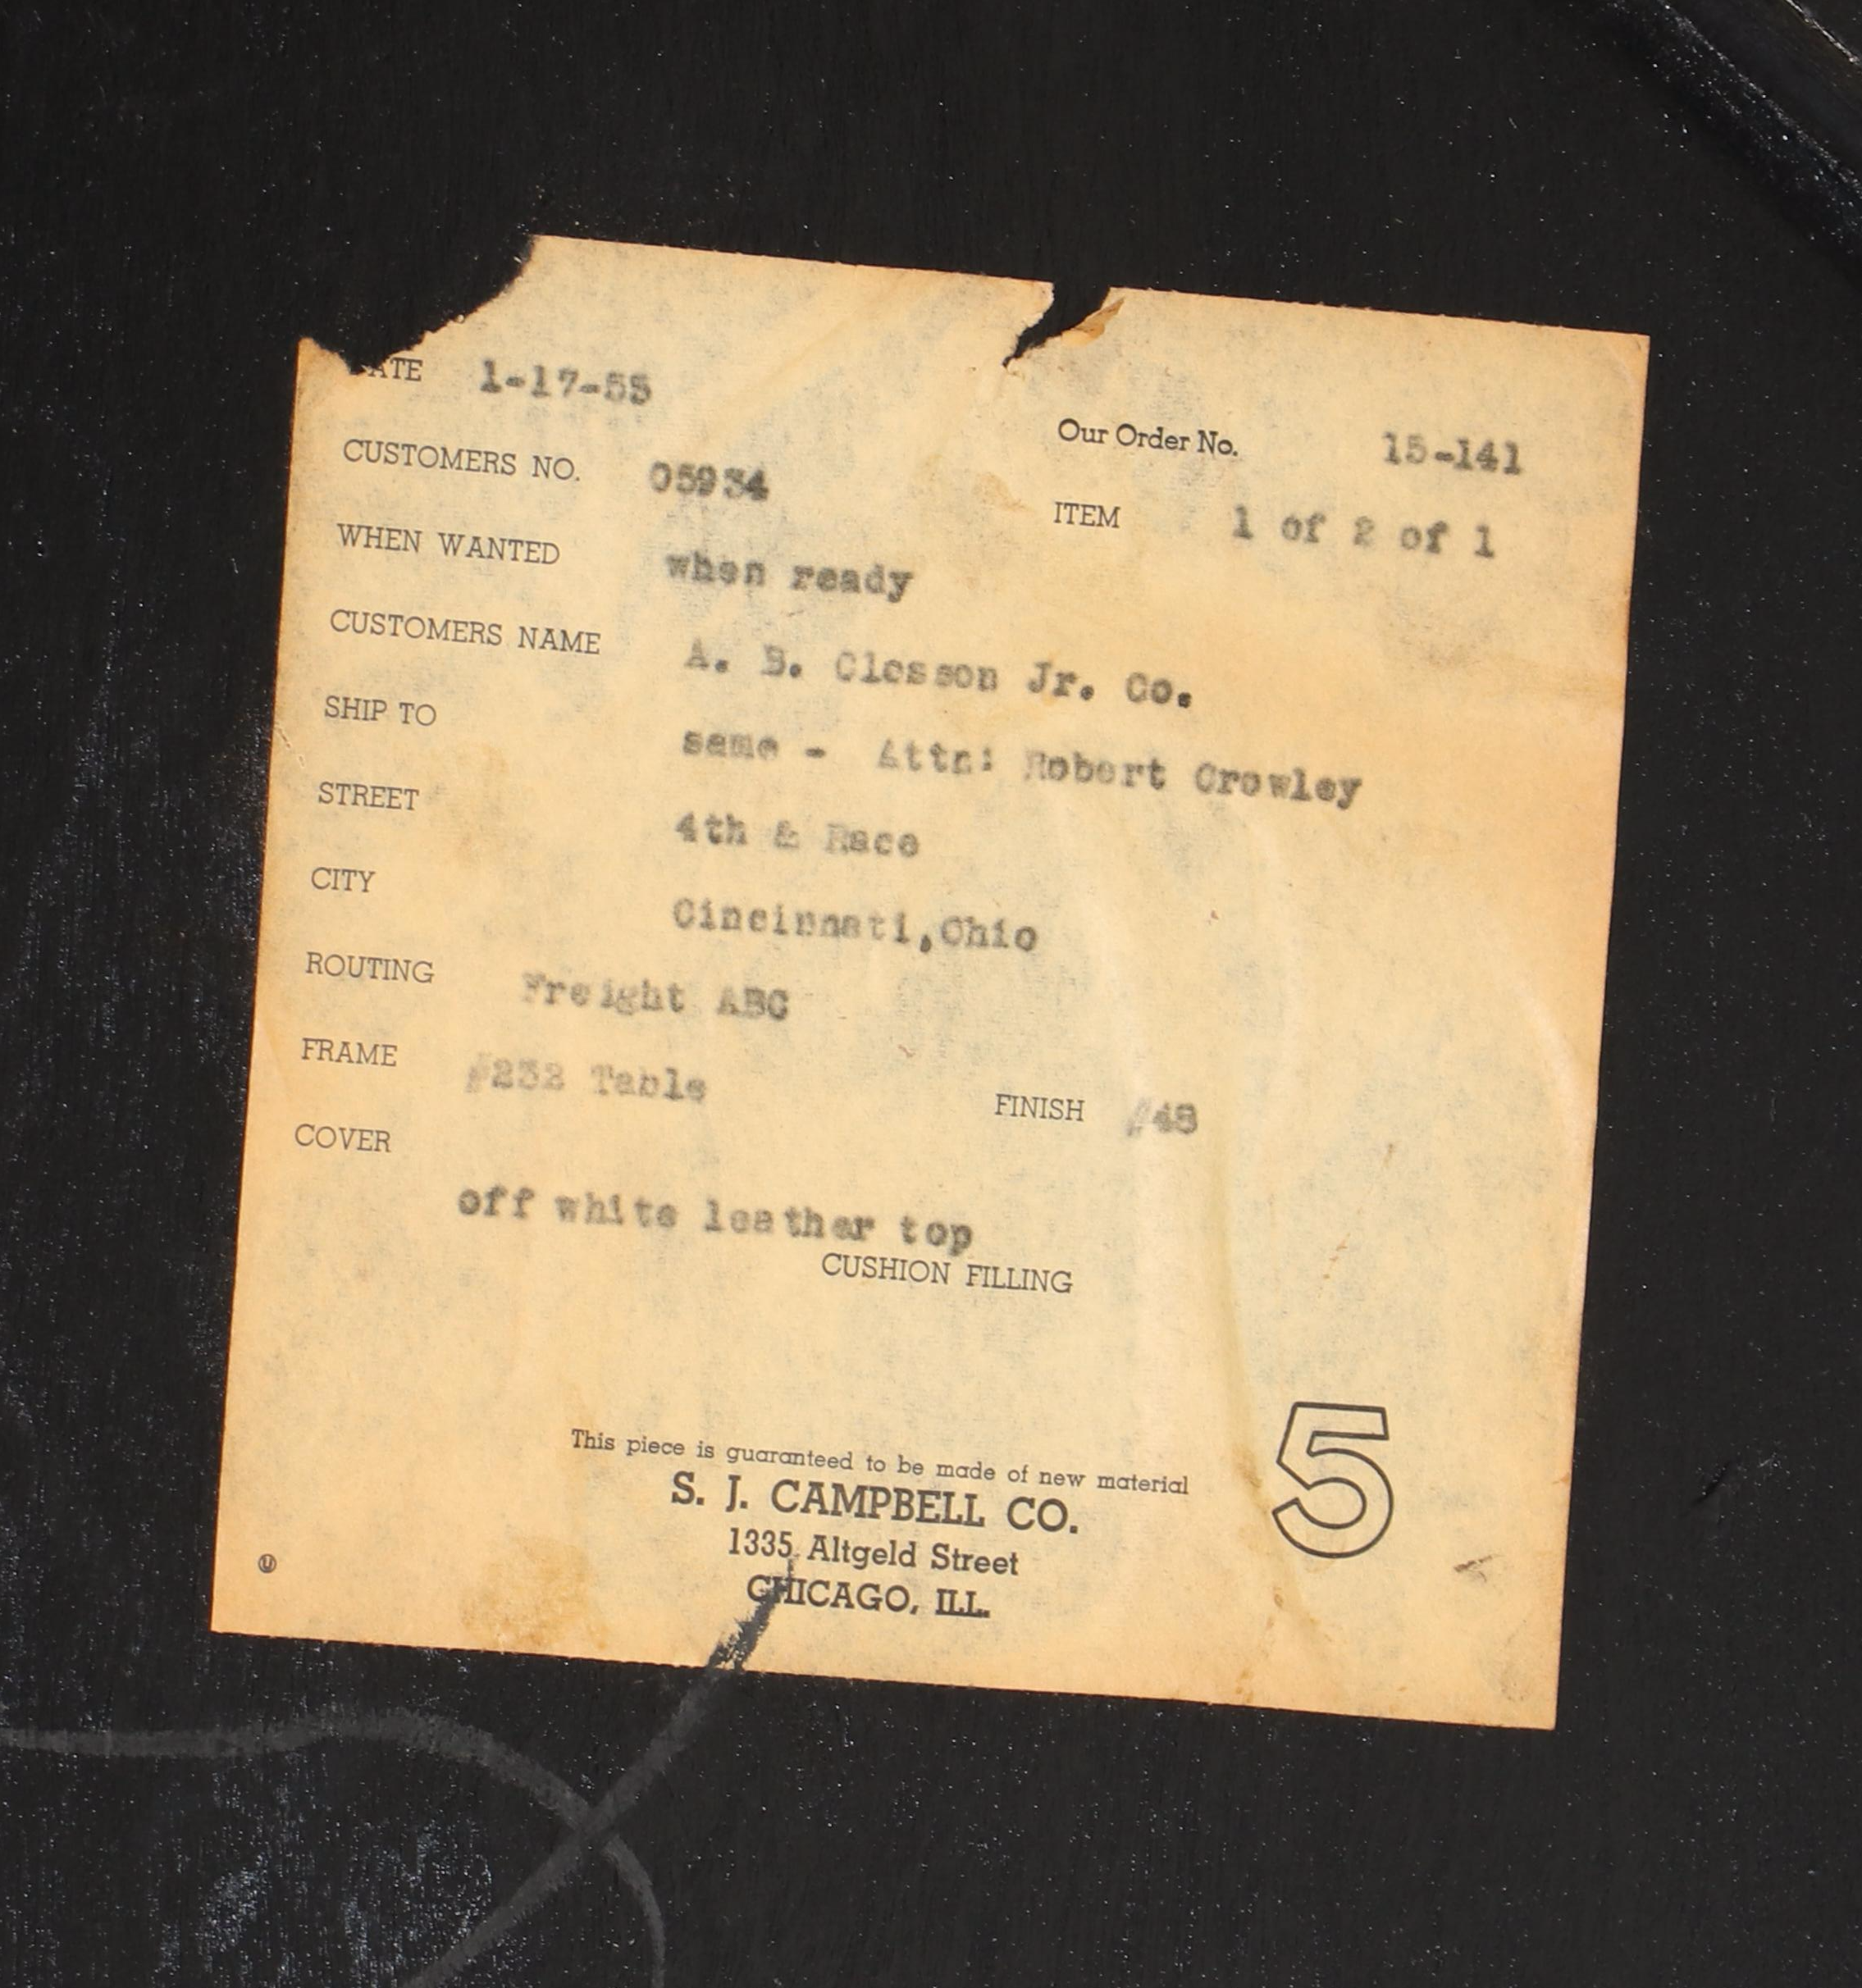 ATE 1-17-55
Our Order No. 15-141
CUSTOMERS NO. 05934
ITEM 1 of 2 of 1
WHEN WANTED when ready
CUSTOMERS NAME A. B. Closson Jr. Co.
SHIP TO same - Attn: Robert Crowley
STREET 4th & Race
CITY Cincinnati,Ohio
ROUTING Freight ABC
FRAME #232 Table
FINISH #48
COVER
off white leather top
CUSHION FILLING
This piece is guaranteed to be made of new material
S. J. CAMPBELL CO.
1335 Altgeld Street
CHICAGO, ILL.
5